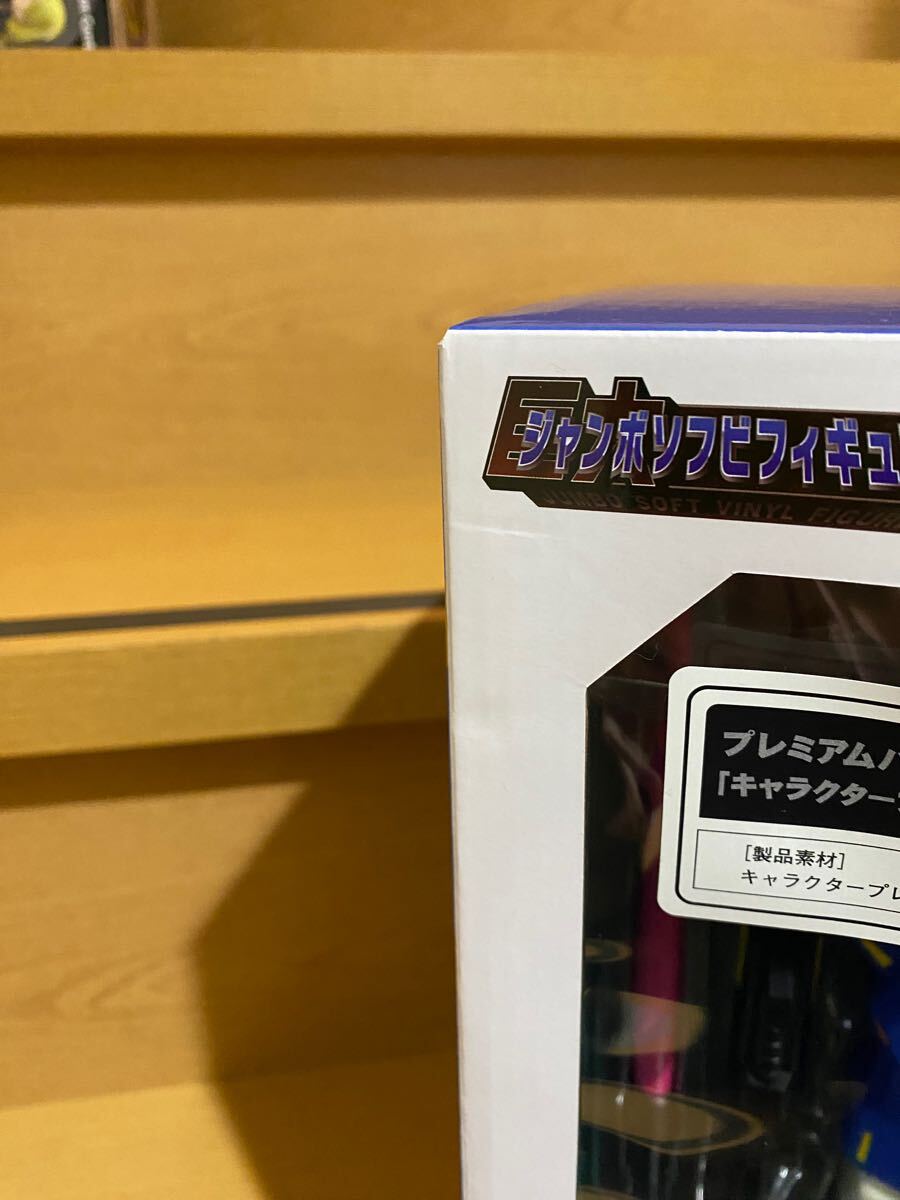 巨大
ジャンボソフビフィギュ
JUMBO SOFT VINYL FIGURE
プレミアムバ
「キャラクター
［製品素材］
キャラクタープレ